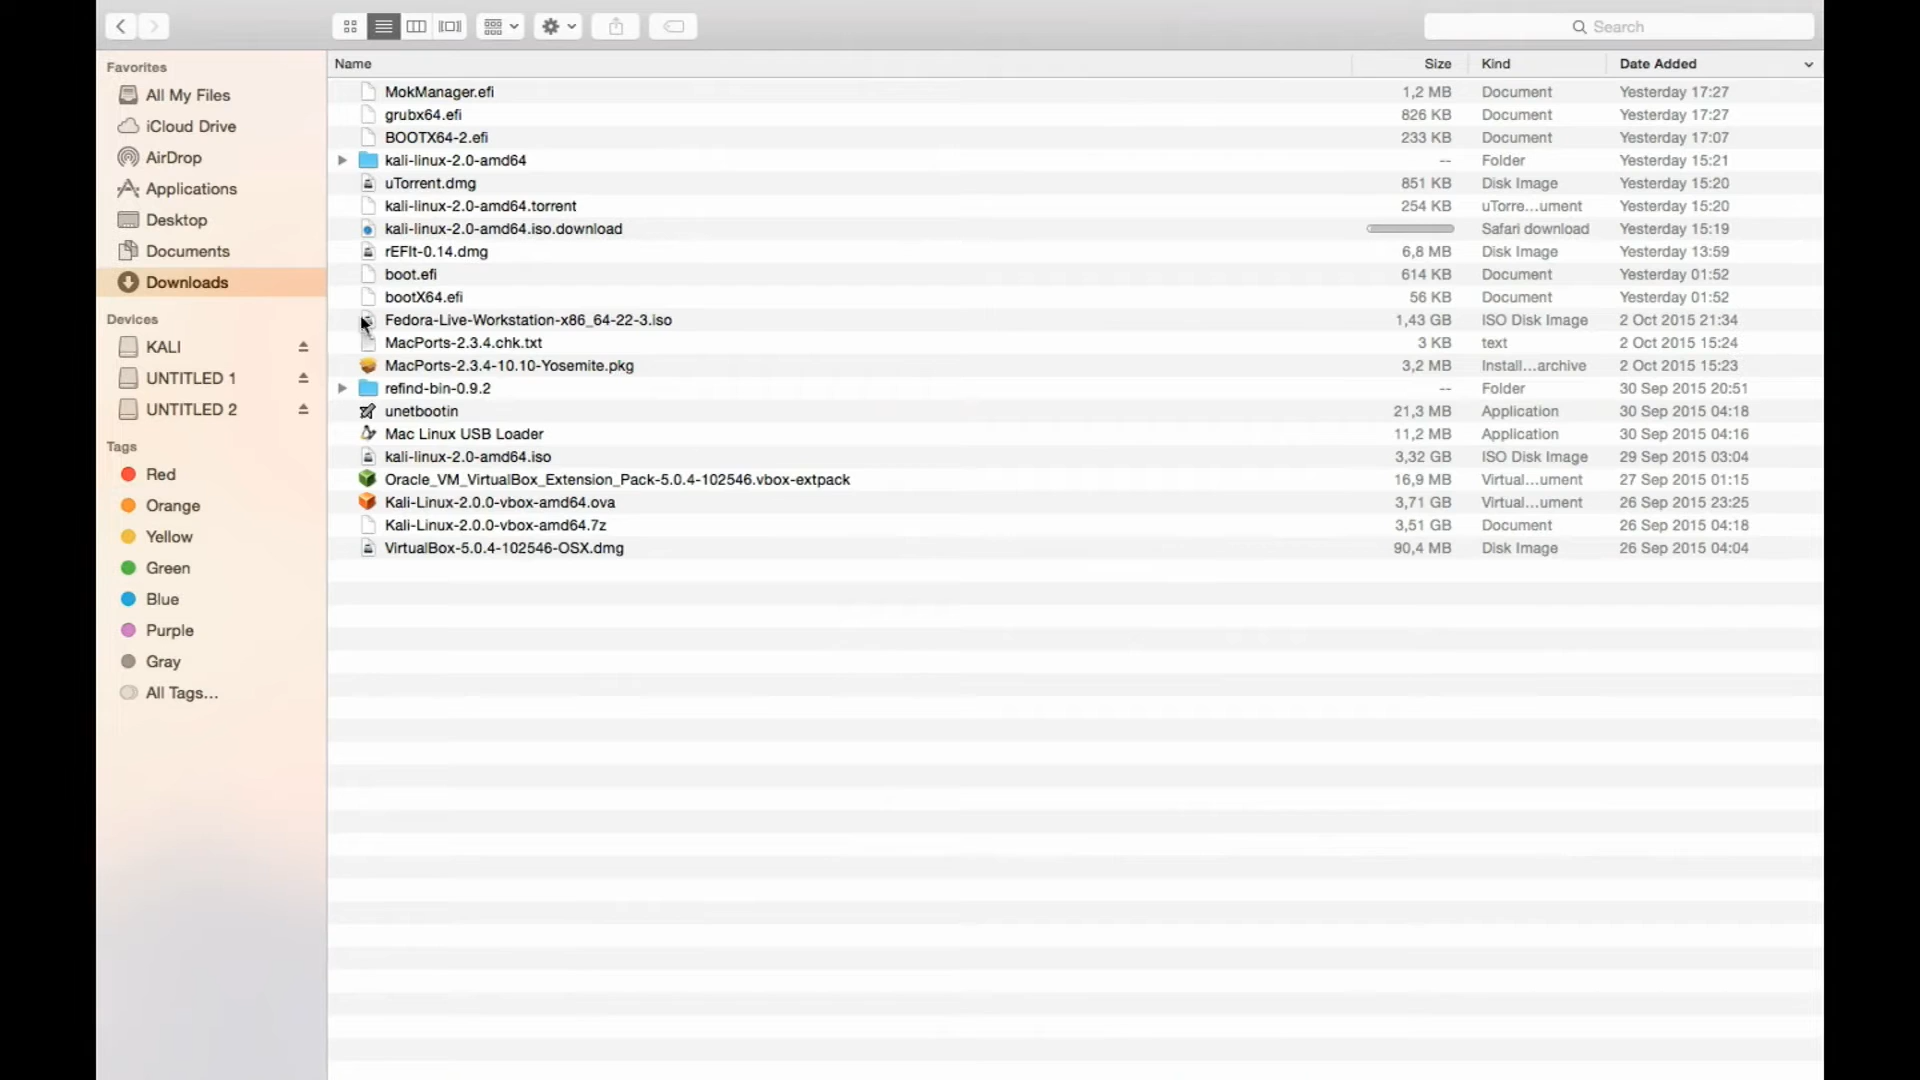 Search
Favorites
All My Files
iCloud Drive
AirDrop
Applications
Desktop
Documents
Downloads
Devices
KALI
UNTITLED 1
UNTITLED 2
Tags
Red
Orange
Yellow
Green
Blue
Purple
Gray
All Tags...
Name Size Kind Date Added
MokManager.efi 1,2 MB Document Yesterday 17:27
grubx64.efi 826 KB Document Yesterday 17:27
BOOTX64-2.efi 233 KB Document Yesterday 17:07
kali-linux-2.0-amd64 -- Folder Yesterday 15:21
uTorrent.dmg 851 KB Disk Image Yesterday 15:20
kali-linux-2.0-amd64.torrent 254 KB uTorre...ument Yesterday 15:20
kali-linux-2.0-amd64.iso.download Safari download Yesterday 15:19
rEFIt-0.14.dmg 6,8 MB Disk Image Yesterday 13:59
boot.efi 614 KB Document Yesterday 01:52
bootX64.efi 56 KB Document Yesterday 01:52
Fedora-Live-Workstation-x86_64-22-3.iso 1,43 GB ISO Disk Image 2 Oct 2015 21:34
MacPorts-2.3.4.chk.txt 3 KB text 2 Oct 2015 15:24
MacPorts-2.3.4-10.10-Yosemite.pkg 3,2 MB Install...archive 2 Oct 2015 15:23
refind-bin-0.9.2 -- Folder 30 Sep 2015 20:51
unetbootin 21,3 MB Application 30 Sep 2015 04:18
Mac Linux USB Loader 11,2 MB Application 30 Sep 2015 04:16
kali-linux-2.0-amd64.iso 3,32 GB ISO Disk Image 29 Sep 2015 03:04
Oracle_VM_VirtualBox_Extension_Pack-5.0.4-102546.vbox-extpack 16,9 MB Virtual...ument 27 Sep 2015 01:15
Kali-Linux-2.0.0-vbox-amd64.ova 3,71 GB Virtual...ument 26 Sep 2015 23:25
Kali-Linux-2.0.0-vbox-amd64.7z 3,51 GB Document 26 Sep 2015 04:18
VirtualBox-5.0.4-102546-OSX.dmg 90,4 MB Disk Image 26 Sep 2015 04:04